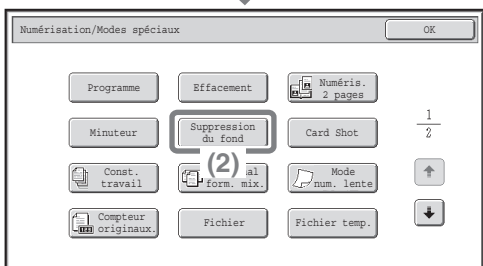 Numérisation/Modes spéciaux
OK
Programme
Effacement
Numéris.
2 pages
Minuteur
Suppression
du fond
Card Shot
1
2
(2)
Const.
travail
al
form. mix.
Mode
num. lente
Compteur
originaux.
Fichier
Fichier temp.